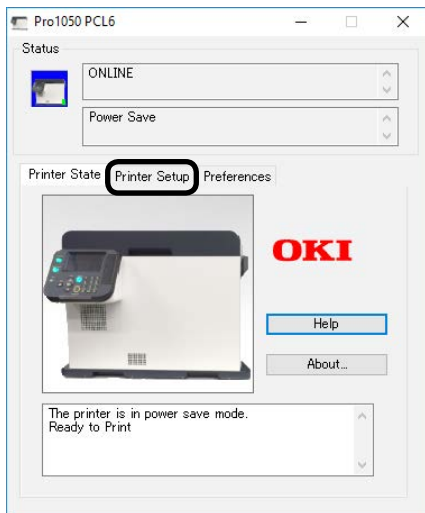 Pro1050 PCL6
Status
ONLINE
Power Save
Printer State Printer Setup Preferences
OKI
Help
About...
The printer is in power save mode.
Ready to Print